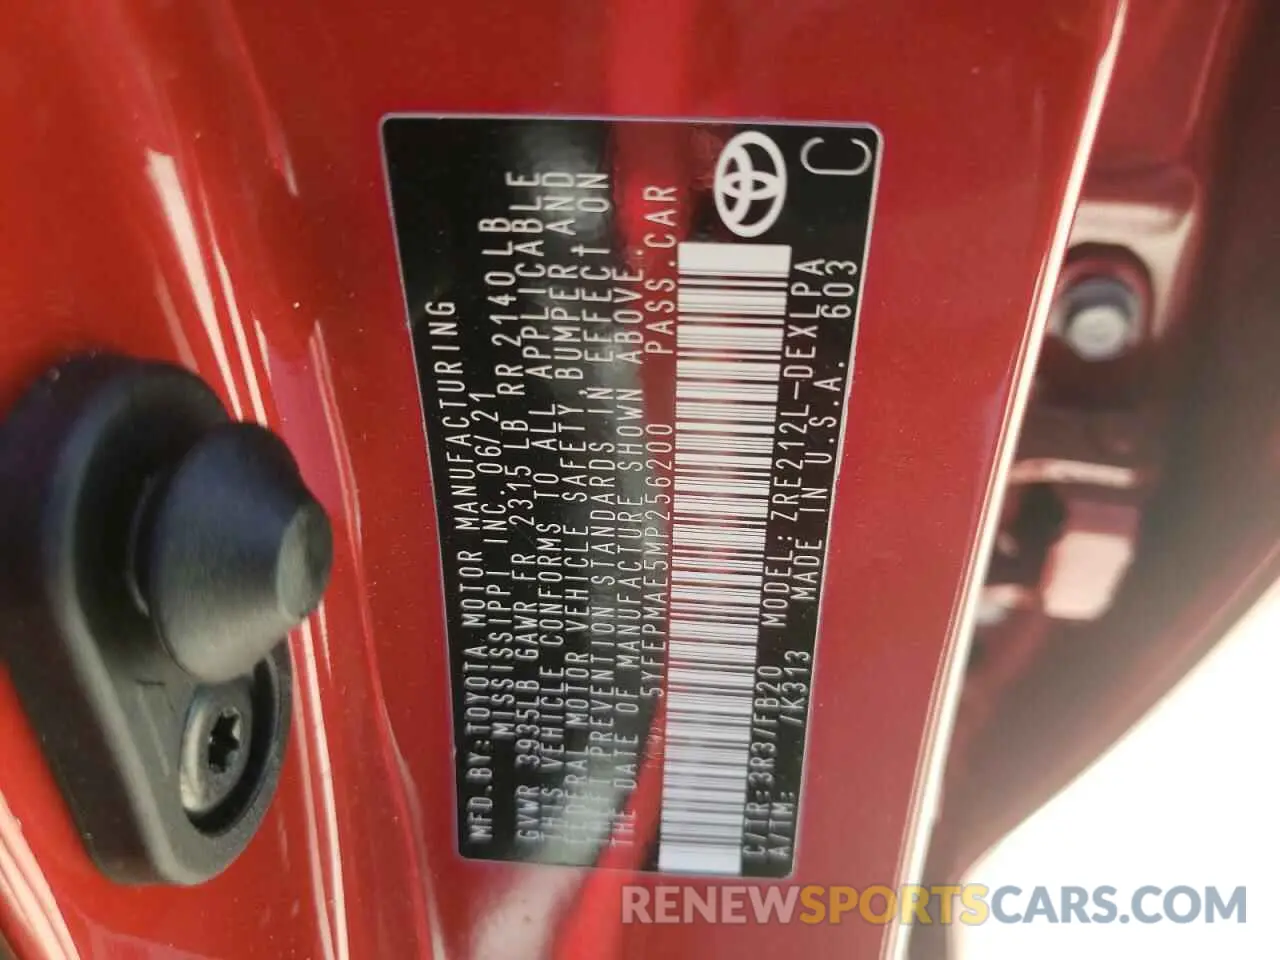 MFD.BY:TOYOTA MOTOR MANUFACTURING
MISSISSIPPI INC. 06/21
GVWR 3935LB GAWR FR 2315 LB RR 2140LB
THIS VEHICLE CONFORMS TO ALL APPLICABLE
FEDERAL MOTOR VEHICLE SAFETY,BUMPER,AND
THEFT PREVENTION STANDARDS IN EFFECT ON
THE DATE OF MANUFACTURE SHOWN ABOVE.
5YFEPMAE5MP256200 PASS.CAR
C/TR:3R3/FB20 MODEL:ZRE212L-DEXLPA
A/TM: /K313 MADE IN U.S.A. 603
C
RENEWSPORTSCARS.COM